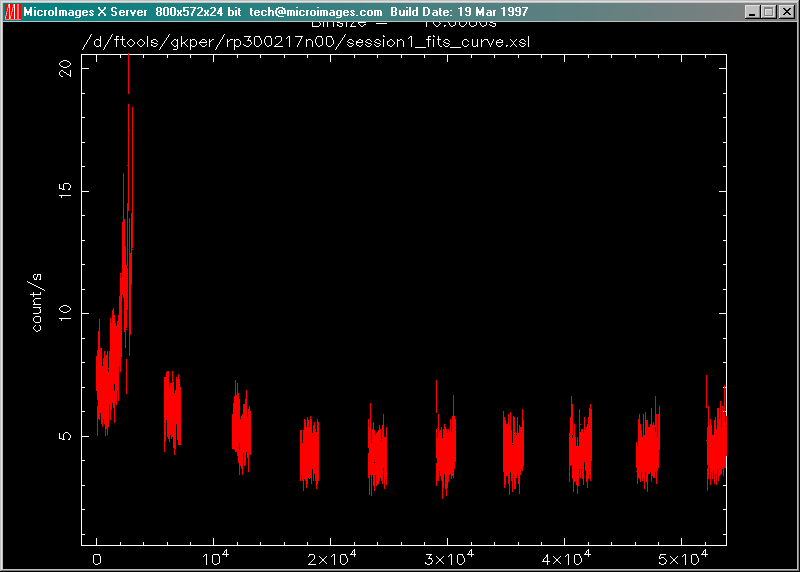 MicroImages X Server 800x572x24 bit tech@microimages.com Build Date: 19 Mar 1997
/d/ftools/gkper/rp300217n00/session1_fits_curve.xsl
20
15
10
5
count/s
0 10⁴ 2×10⁴ 3×10⁴ 4×10⁴ 5×10⁴